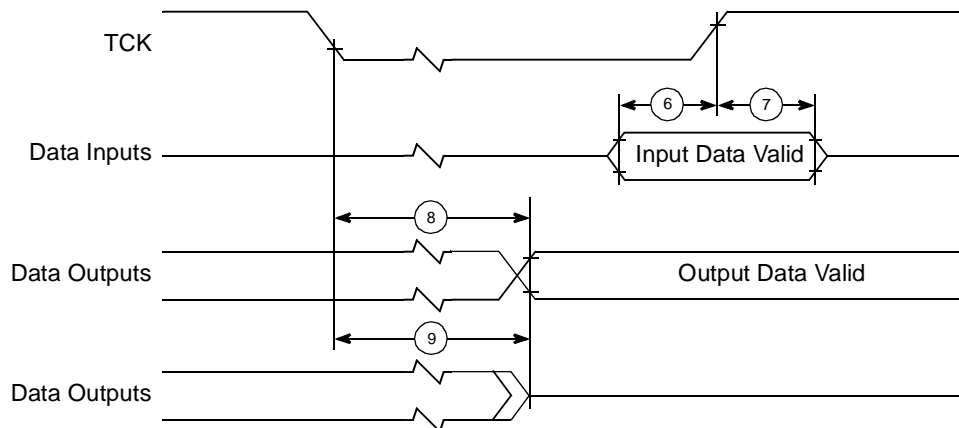 TCK
6
7
Data Inputs
Input Data Valid
8
Data Outputs
Output Data Valid
9
Data Outputs